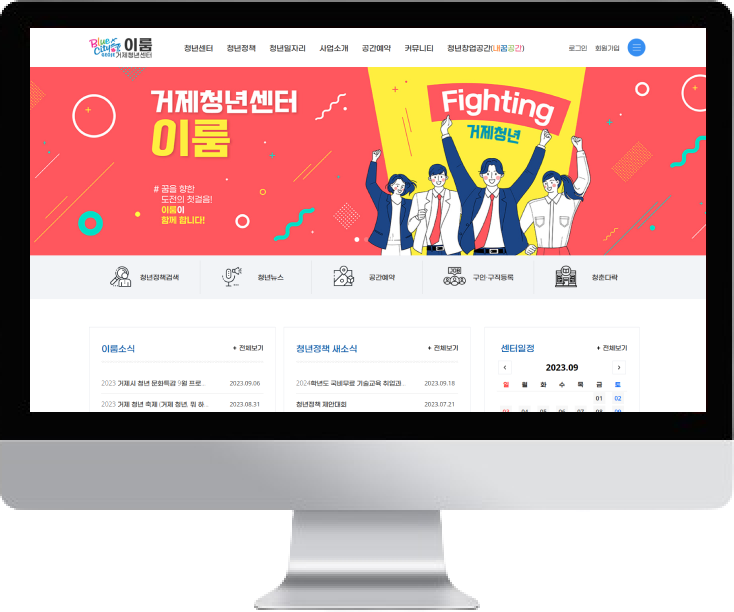 Blue City 거제 이룸
거제청년센터
청년센터 청년정책 청년일자리 사업소개 공간예약 커뮤니티 청년창업공간(내꿈공간) 로그인 회원가입
거제청년센터
이룸
# 꿈을 향한
도전의 첫걸음!
이룸이
함께 합니다!
Fighting
거제청년
청년정책검색 청년뉴스 공간예약 구인·구직등록 청춘다락
이룸소식 + 전체보기
2023 거제시 청년 문화특강 9월 프로.. 2023.09.06
2023 거제 청년 축제 (거제 청년, 뭐 하.. 2023.08.31
청년정책 새소식 + 전체보기
2024학년도 국비무료 기술교육 취업과.. 2023.09.18
청년정책 제안대회 2023.07.21
센터일정 + 전체보기
‹ 2023.09 ›
일 월 화 수 목 금 토
01 02
03 04 05 06 07 08 09